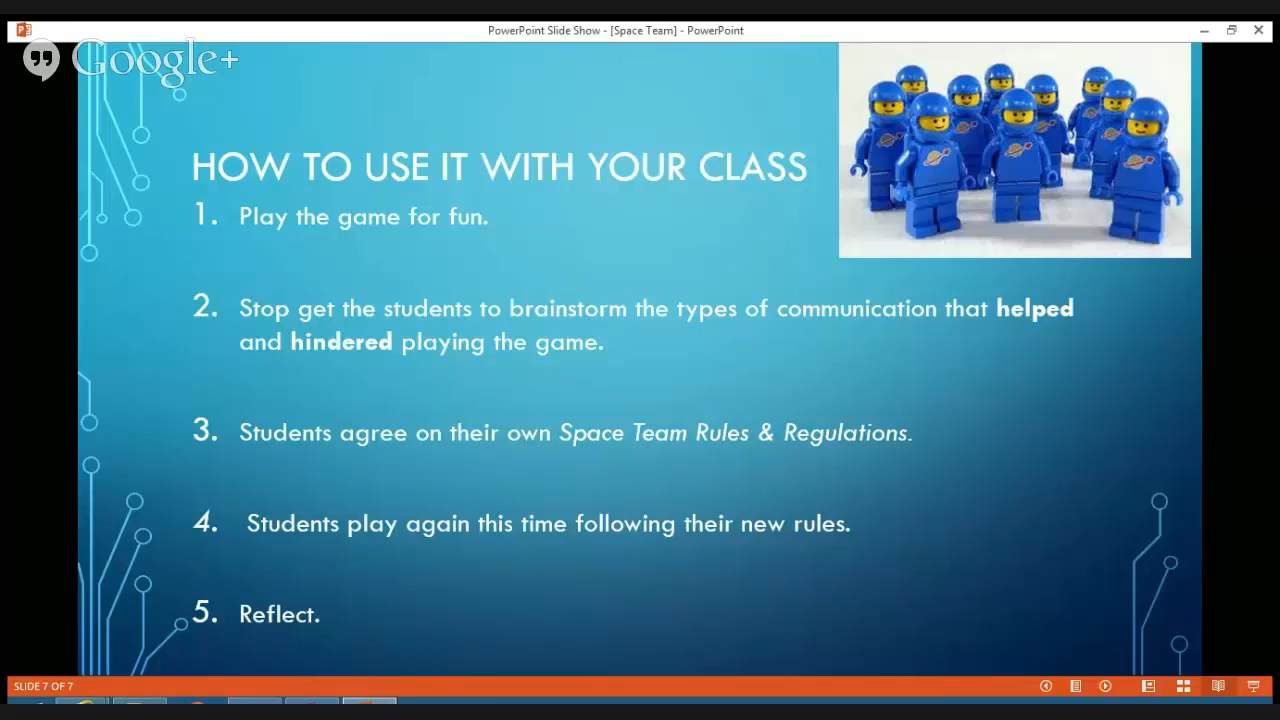 PowerPoint Slide Show - [Space Team] - PowerPoint
Google+
HOW TO USE IT WITH YOUR CLASS
1. Play the game for fun.
2. Stop get the students to brainstorm the types of communication that helped
and hindered playing the game.
3. Students agree on their own Space Team Rules & Regulations.
4. Students play again this time following their new rules.
5. Reflect.
SLIDE 7 OF 7